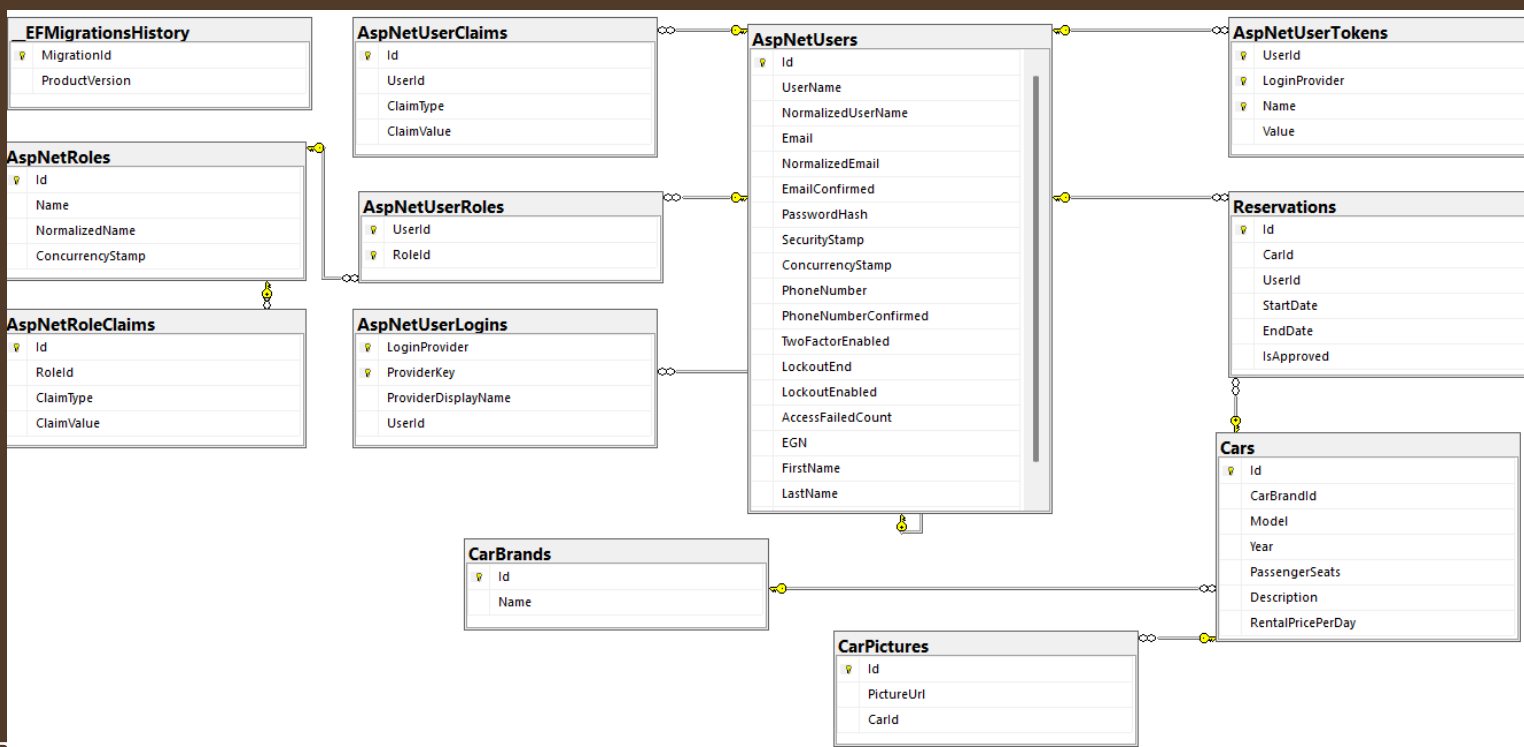 __EFMigrationsHistory
MigrationId
ProductVersion
AspNetRoles
Id
Name
NormalizedName
ConcurrencyStamp
AspNetRoleClaims
Id
RoleId
ClaimType
ClaimValue
AspNetUserClaims
Id
UserId
ClaimType
ClaimValue
AspNetUserRoles
UserId
RoleId
AspNetUserLogins
LoginProvider
ProviderKey
ProviderDisplayName
UserId
AspNetUsers
Id
UserName
NormalizedUserName
Email
NormalizedEmail
EmailConfirmed
PasswordHash
SecurityStamp
ConcurrencyStamp
PhoneNumber
PhoneNumberConfirmed
TwoFactorEnabled
LockoutEnd
LockoutEnabled
AccessFailedCount
EGN
FirstName
LastName
AspNetUserTokens
UserId
LoginProvider
Name
Value
Reservations
Id
CarId
UserId
StartDate
EndDate
IsApproved
Cars
Id
CarBrandId
Model
Year
PassengerSeats
Description
RentalPricePerDay
CarBrands
Id
Name
CarPictures
Id
PictureUrl
CarId